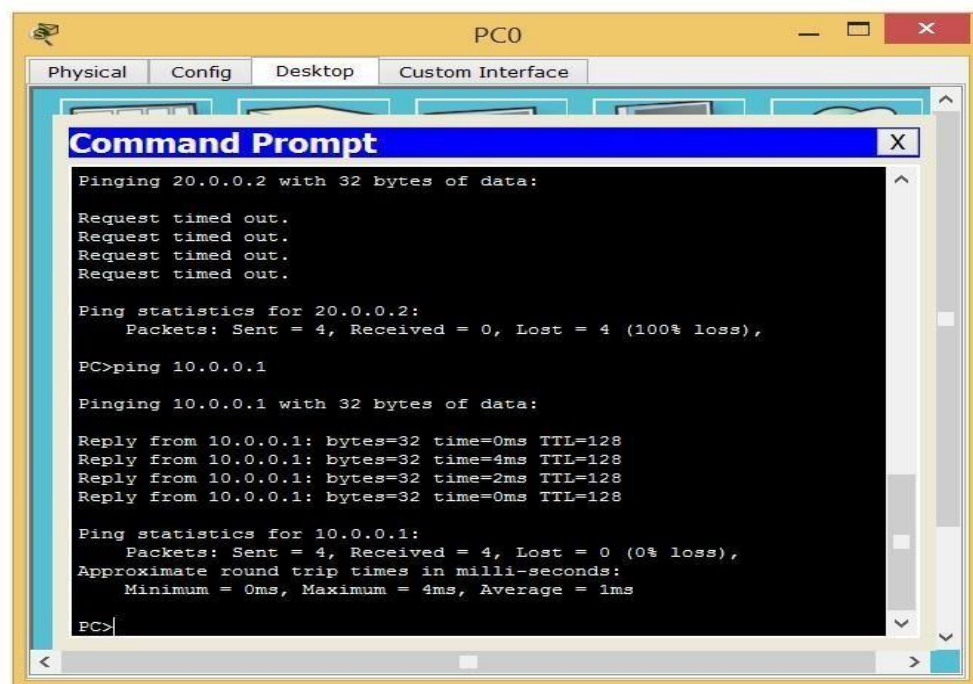 PC0
Physical Config Desktop Custom Interface
Command Prompt X
Pinging 20.0.0.2 with 32 bytes of data:
Request timed out.
Request timed out.
Request timed out.
Request timed out.
Ping statistics for 20.0.0.2:
Packets: Sent = 4, Received = 0, Lost = 4 (100% loss),
PC>ping 10.0.0.1
Pinging 10.0.0.1 with 32 bytes of data:
Reply from 10.0.0.1: bytes=32 time=0ms TTL=128
Reply from 10.0.0.1: bytes=32 time=4ms TTL=128
Reply from 10.0.0.1: bytes=32 time=2ms TTL=128
Reply from 10.0.0.1: bytes=32 time=0ms TTL=128
Ping statistics for 10.0.0.1:
Packets: Sent = 4, Received = 4, Lost = 0 (0% loss),
Approximate round trip times in milli-seconds:
Minimum = 0ms, Maximum = 4ms, Average = 1ms
PC>